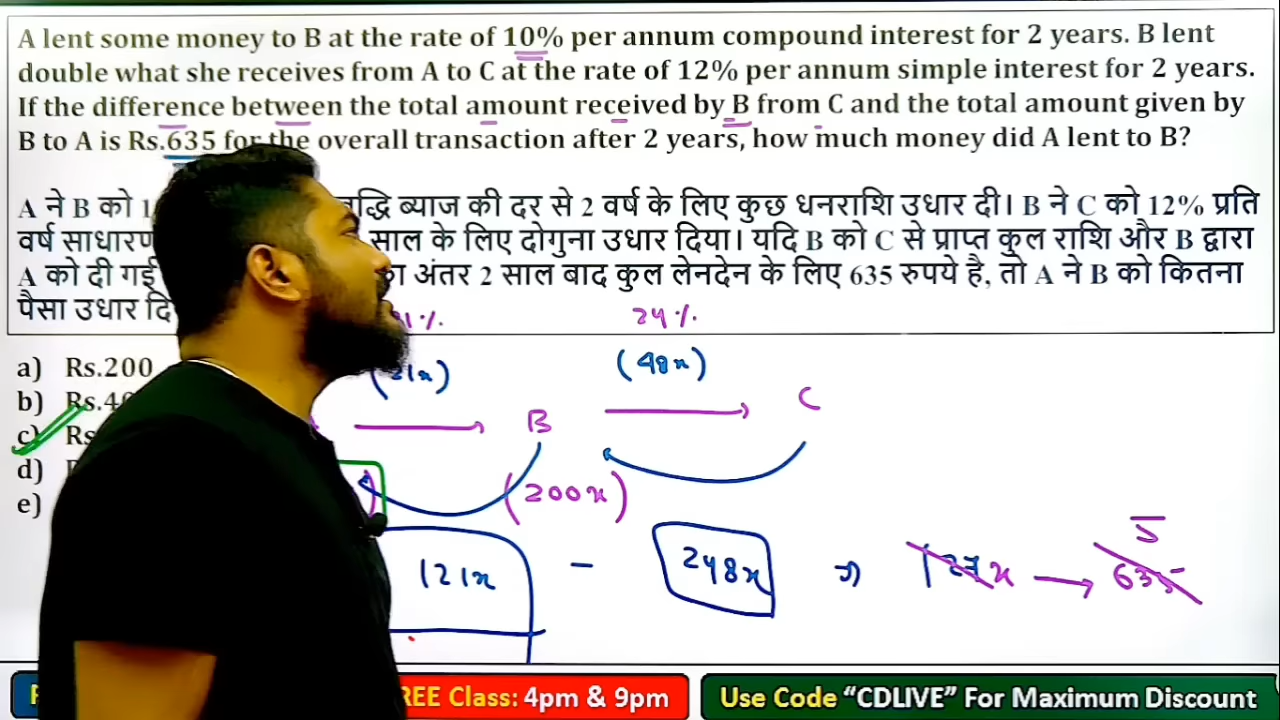 A lent some money to B at the rate of 10% per annum compound interest for 2 years. B lent
double what she receives from A to C at the rate of 12% per annum simple interest for 2 years.
If the difference between the total amount received by B from C and the total amount given by
B to A is Rs.635 for the overall transaction after 2 years, how much money did A lent to B?
A ने B को ब्याज की दर से 2 वर्ष के लिए कुछ धनराशि उधार दी। B ने C को 12% प्रति
वर्ष साधारण साल के लिए दोगुना उधार दिया। यदि B को C से प्राप्त कुल राशि और B द्वारा
A को दी गई अंतर 2 साल बाद कुल लेनदेन के लिए 635 रुपये है, तो A ने B को कितना
पैसा उधार
24%
a) Rs.200
(21x) (48x)
b)
B C
c)
d)
(200x)
e)
121x - 248x ⇒ 127x → 635
5
Class: 4pm & 9pm
Use Code “CDLIVE” For Maximum Discount